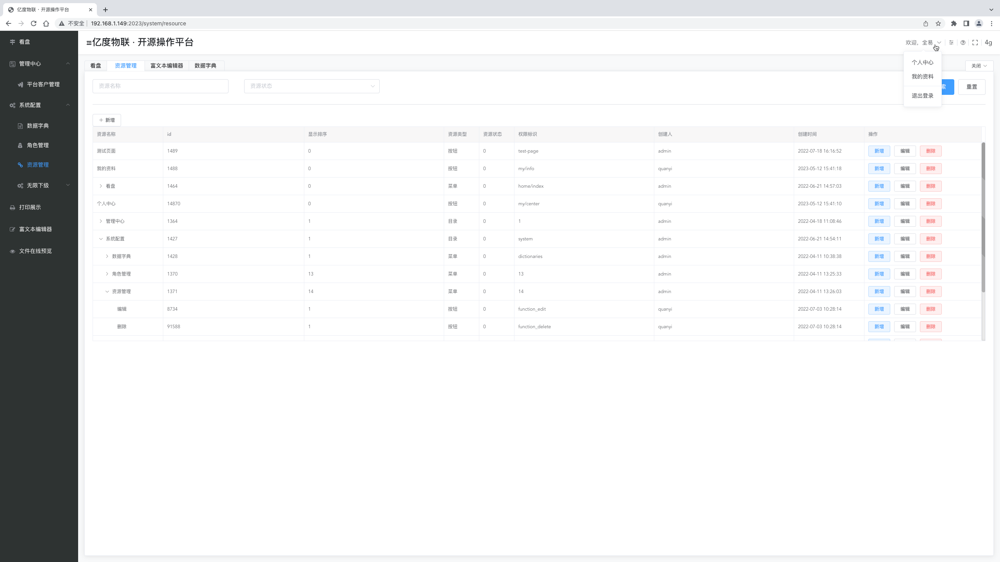 亿度物联 · 开源操作平台
不安全 192.168.1.149:2023/system/resource
看盘
管理中心
平台客户管理
系统配置
数据字典
角色管理
资源管理
无限下级
打印展示
富文本编辑器
文件在线预览
亿度物联 · 开源操作平台
欢迎, 全易 4g
个人中心
我的资料
退出登录
看盘 资源管理 富文本编辑器 数据字典 关闭
资源名称 资源状态 索 重置
新增
资源名称 id 显示排序 资源类型 资源状态 权限标识 创建人 创建时间 操作
测试页面 1489 0 按钮 0 test-page admin 2022-07-18 16:16:52 新增 编辑 删除
我的资料 1488 0 按钮 0 my/info quanyi 2023-05-12 15:41:18 新增 编辑 删除
看盘 1464 0 菜单 0 home/index admin 2022-06-21 14:57:03 新增 编辑 删除
个人中心 14870 0 按钮 0 my/center quanyi 2023-05-12 15:41:10 新增 编辑 删除
管理中心 1364 1 目录 0 1 admin 2022-04-18 11:08:46 新增 编辑 删除
系统配置 1427 1 目录 0 system admin 2022-06-21 14:54:11 新增 编辑 删除
数据字典 1428 1 菜单 0 dictionaries admin 2022-04-11 10:38:38 新增 编辑 删除
角色管理 1370 13 菜单 0 13 admin 2022-04-11 13:25:33 新增 编辑 删除
资源管理 1371 14 菜单 0 14 admin 2022-04-11 13:26:03 新增 编辑 删除
编辑 8734 1 按钮 0 function_edit quanyi 2022-07-03 10:28:14 新增 编辑 删除
删除 91588 1 按钮 0 function_delete quanyi 2022-07-03 10:28:14 新增 编辑 删除